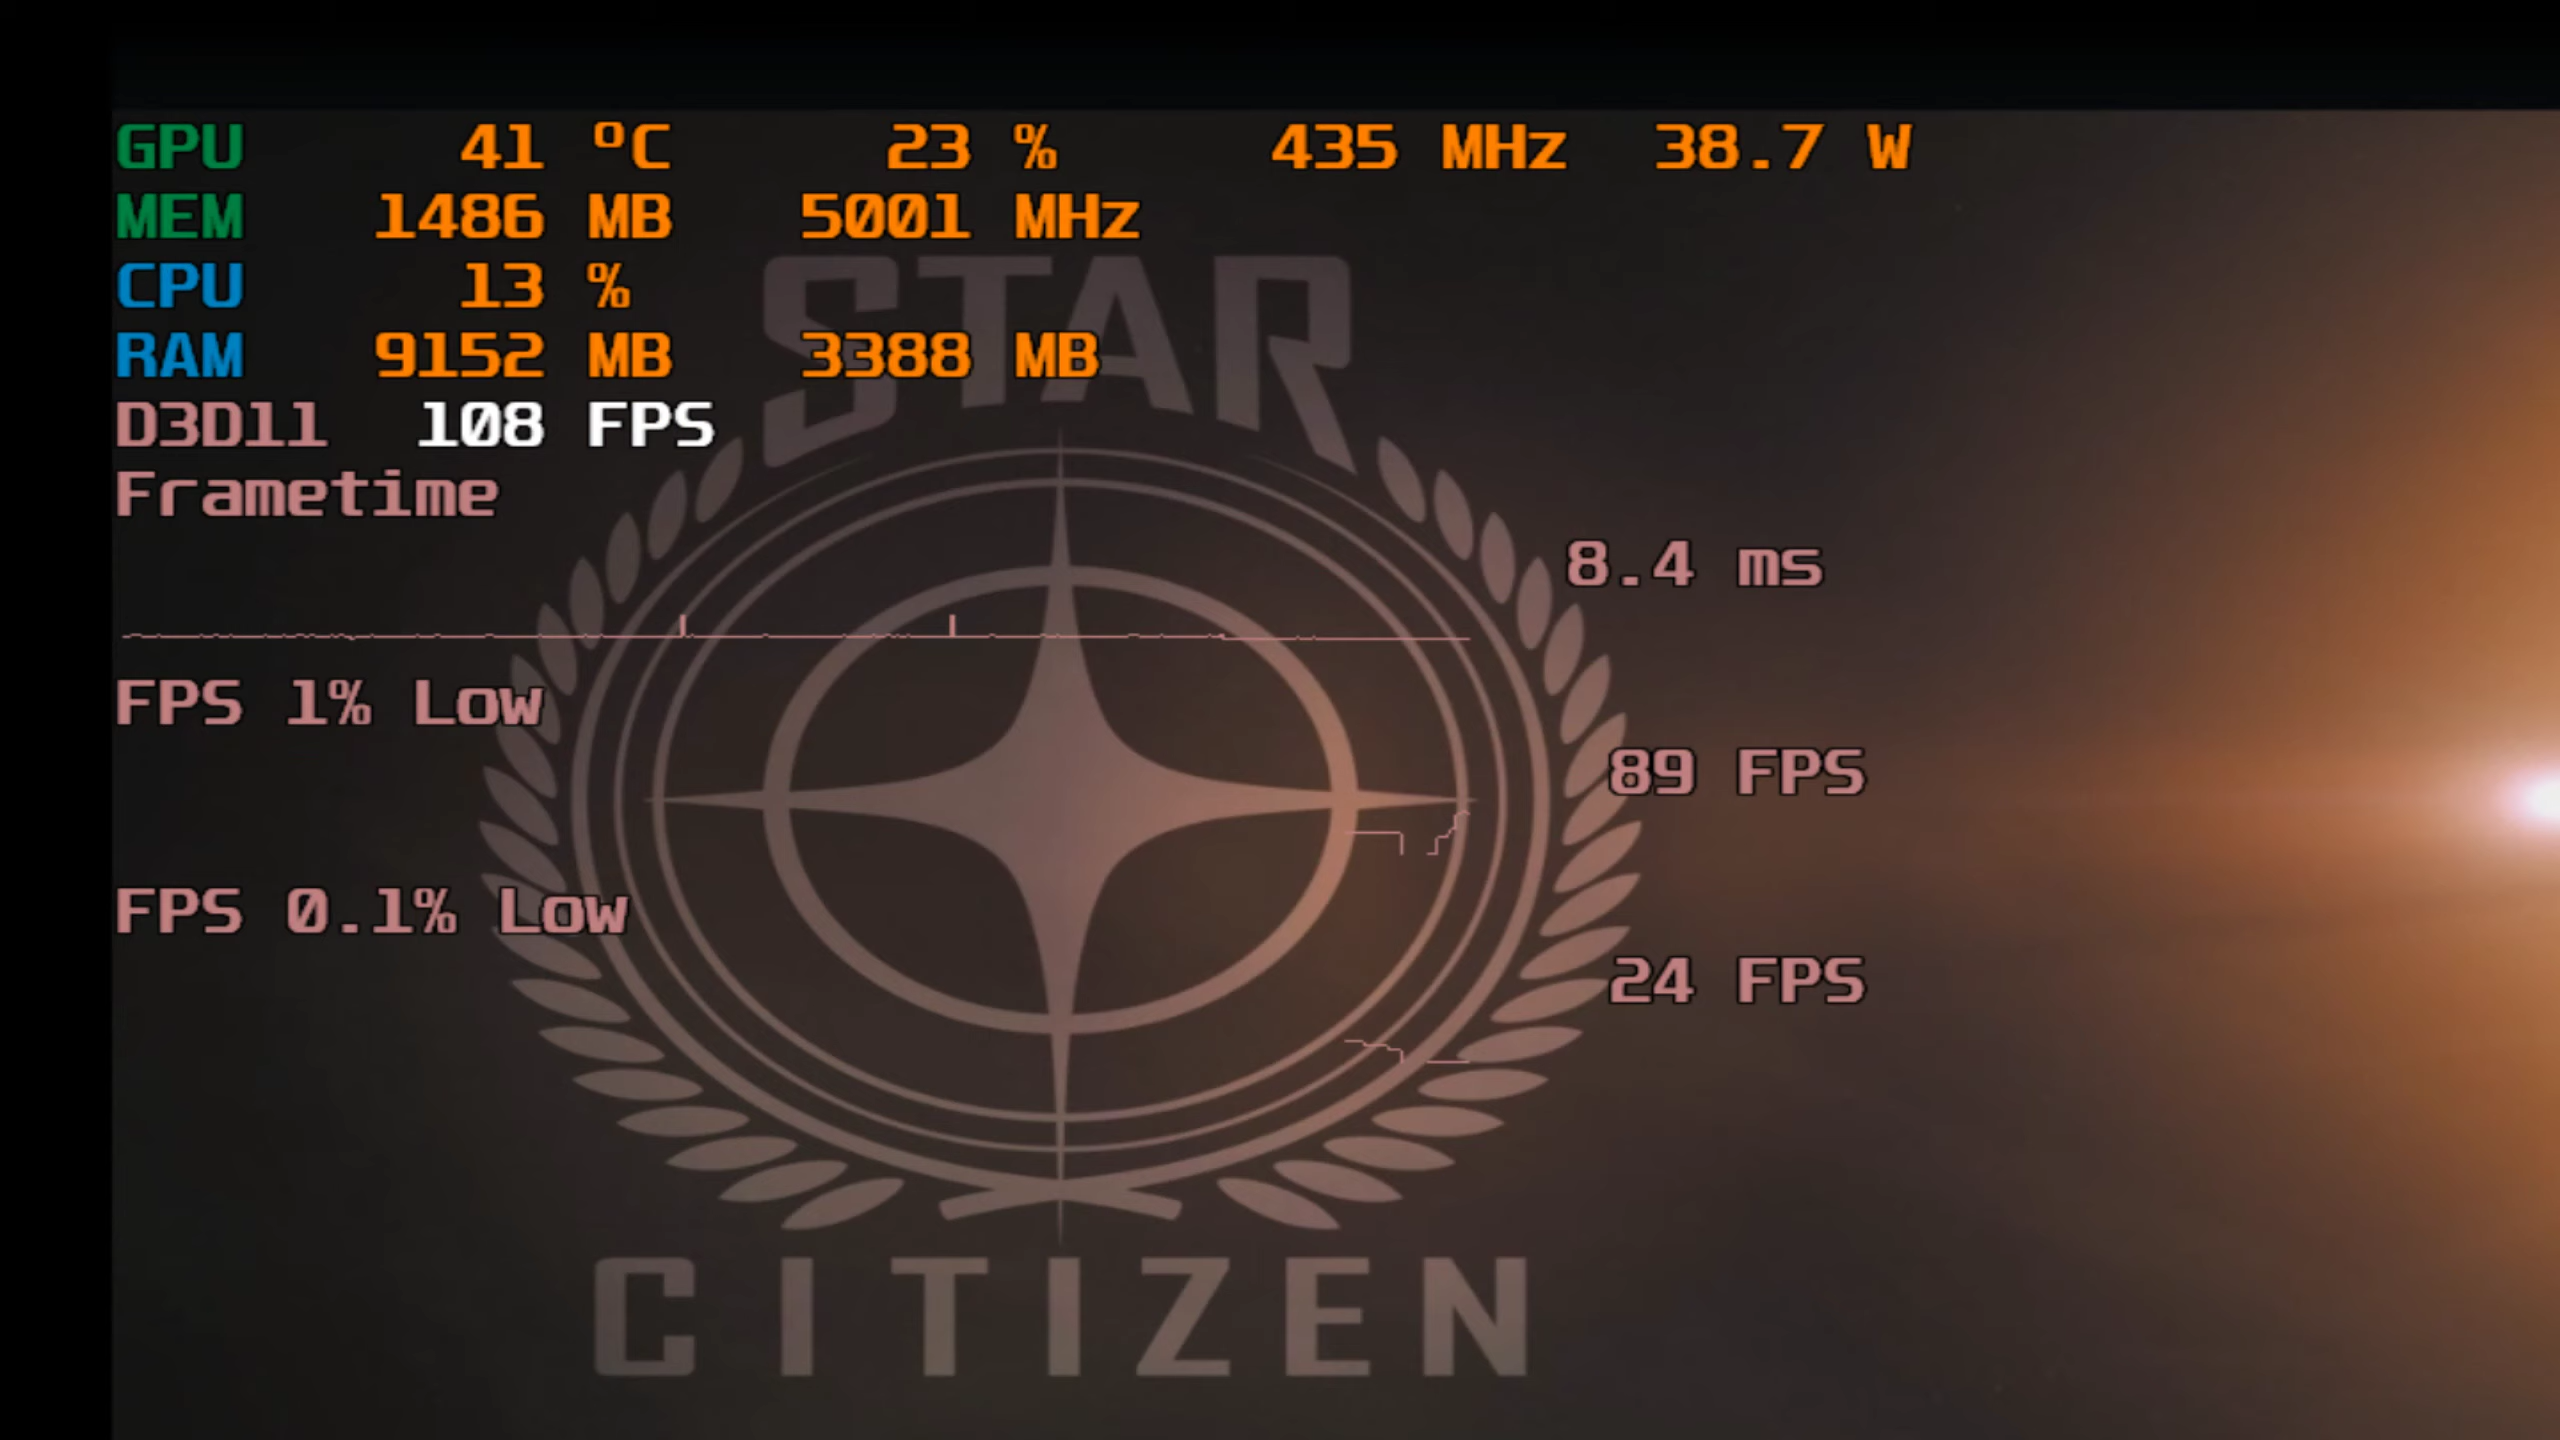 GPU 41 °C 23 % 435 MHz 38.7 W
MEM 1486 MB 5001 MHz
CPU 13 %
RAM 9152 MB 3388 MB
D3D11 108 FPS
Frametime
8.4 ms
FPS 1% Low
89 FPS
FPS 0.1% Low
24 FPS
STAR
CITIZEN